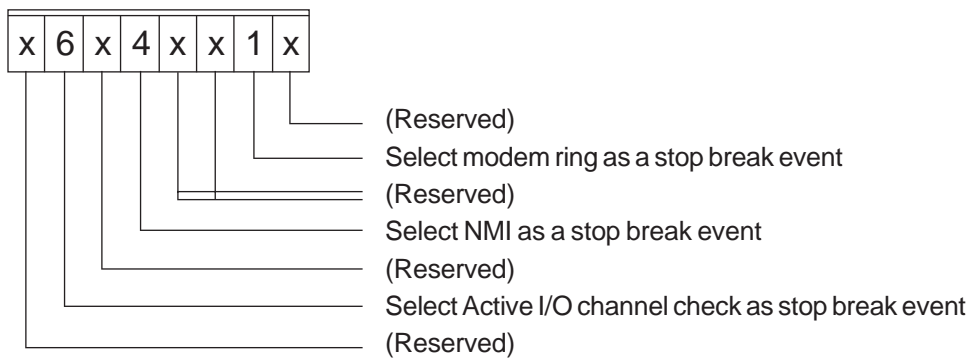 x 6 x 4 x x 1 x
(Reserved)
Select modem ring as a stop break event
(Reserved)
Select NMI as a stop break event
(Reserved)
Select Active I/O channel check as stop break event
(Reserved)